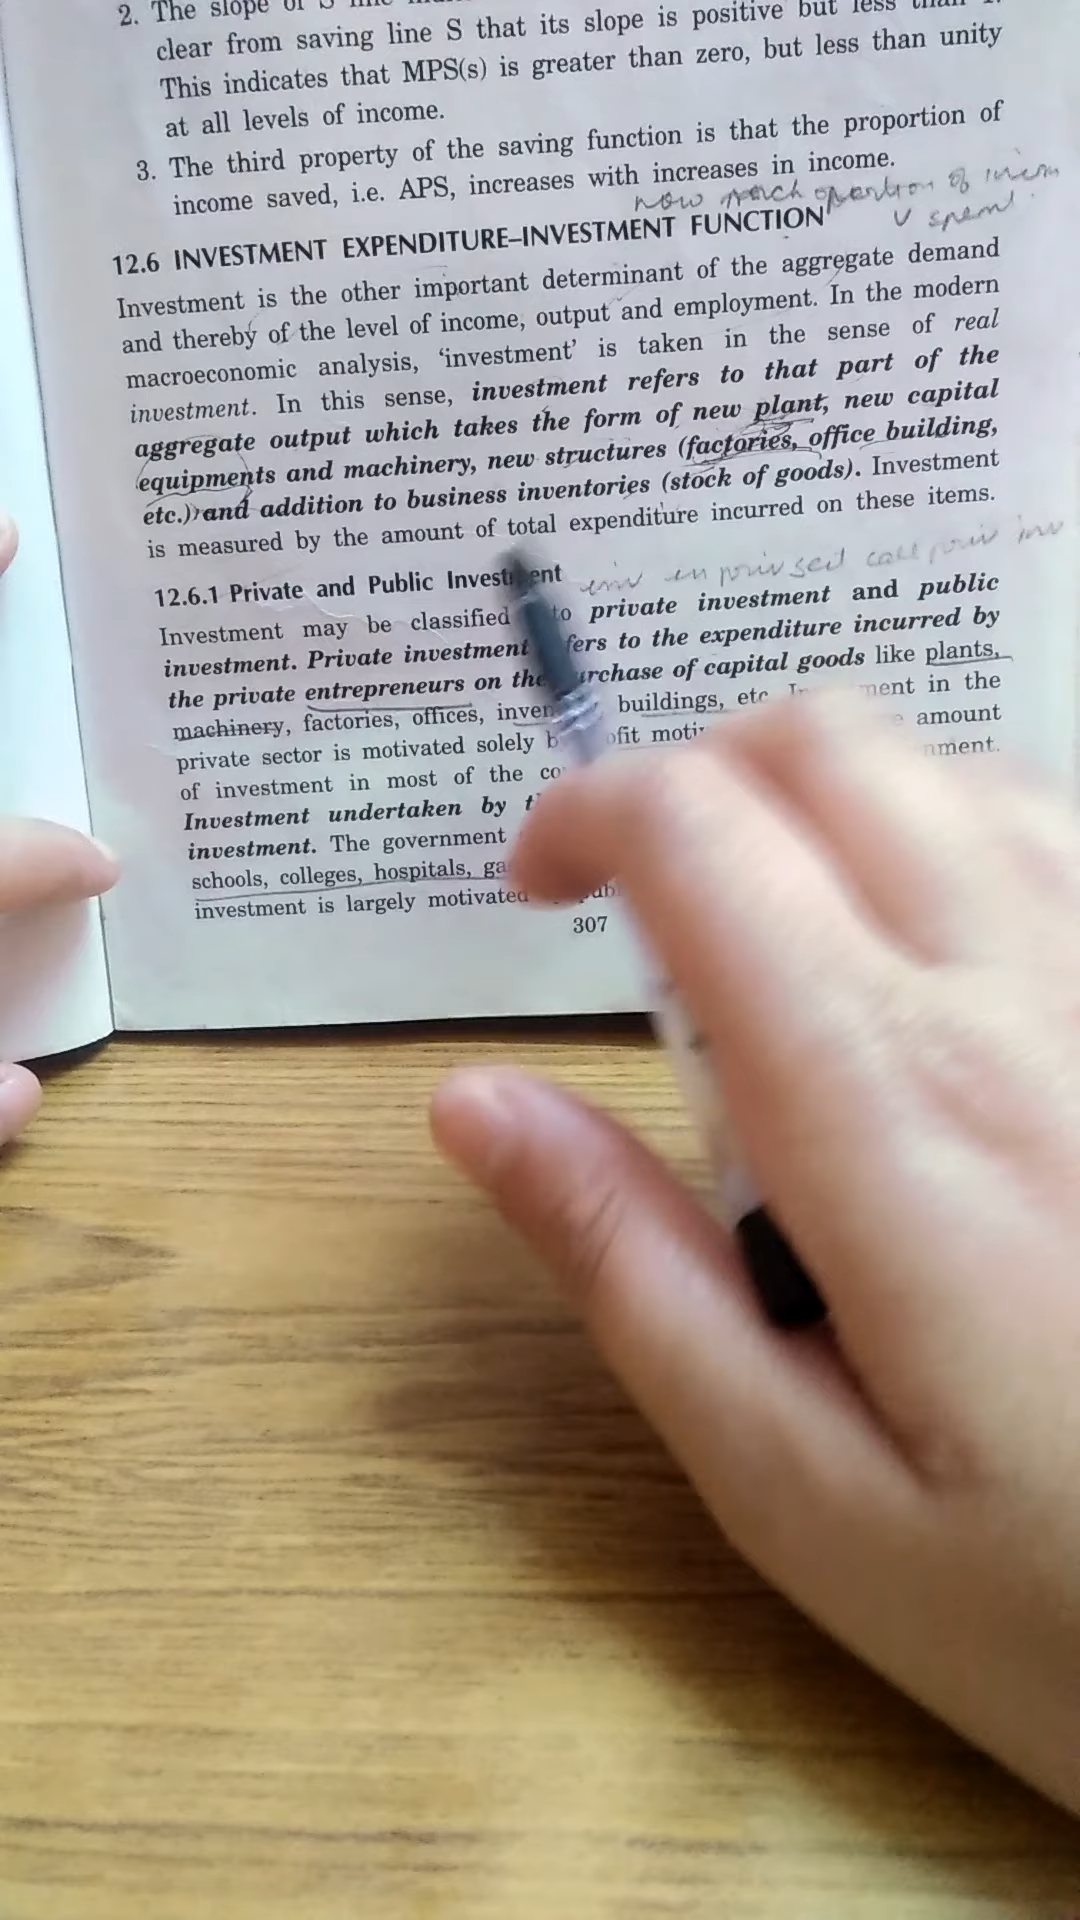 2. The slope of S
clear from saving line S that its slope is positive but less than 1.
This indicates that MPS(s) is greater than zero, but less than unity
at all levels of income.
3. The third property of the saving function is that the proportion of
income saved, i.e. APS, increases with increases in income.
now of
spent
12.6 INVESTMENT EXPENDITURE–INVESTMENT FUNCTION
Investment is the other important determinant of the aggregate demand
and thereby of the level of income, output and employment. In the modern
macroeconomic analysis, ‘investment’ is taken in the sense of real
investment. In this sense, investment refers to that part of the
aggregate output which takes the form of new plant, new capital
equipments and machinery, new structures (factories, office building,
etc.) and addition to business inventories (stock of goods). Investment
is measured by the amount of total expenditure incurred on these items.
12.6.1 Private and Public Investment
Investment may be classified to private investment and public
investment. Private investment fers to the expenditure incurred by
the private entrepreneurs on the urchase of capital goods like plants,
machinery, factories, offices, inven buildings, etc. ment in the
private sector is motivated solely b ofit moti amount
of investment in most of the co nment.
Investment undertaken by t
investment. The government
schools, colleges, hospitals, ga
investment is largely motivated ub
307